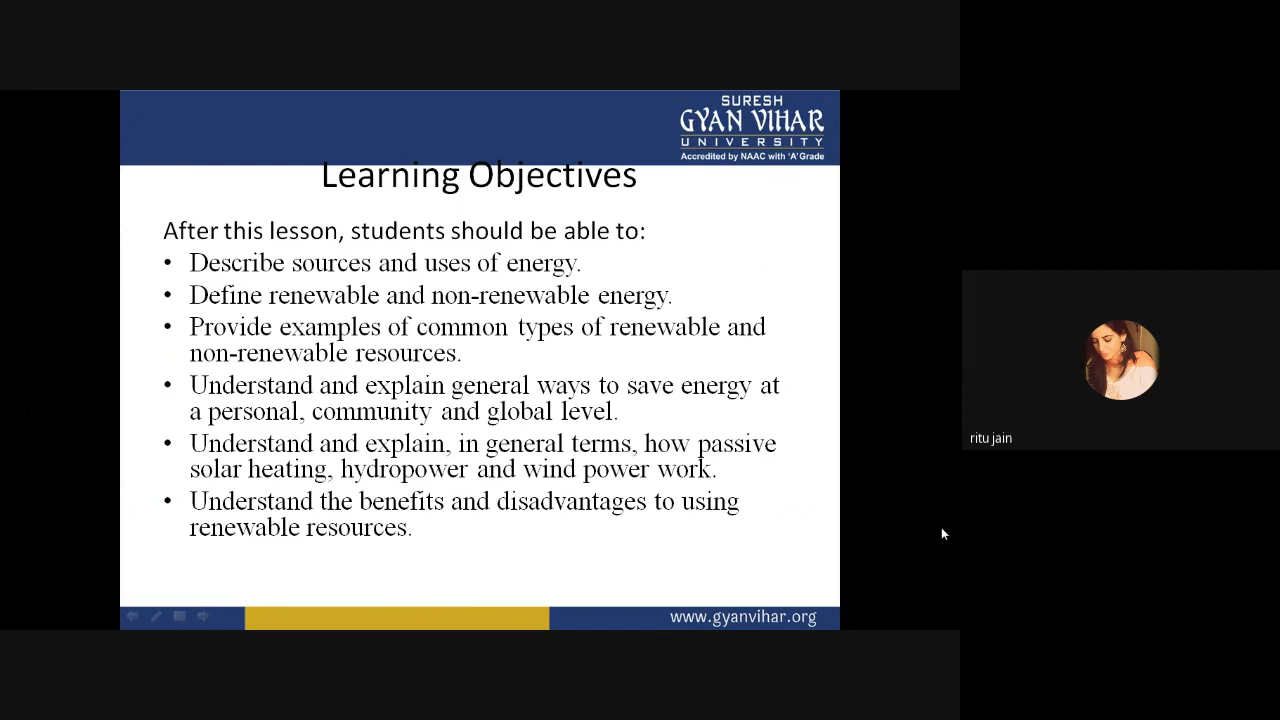 SURESH
GYAN VIHAR
UNIVERSITY
Accredited by NAAC with 'A' Grade
Learning Objectives
After this lesson, students should be able to:
• Describe sources and uses of energy.
• Define renewable and non-renewable energy.
• Provide examples of common types of renewable and
non-renewable resources.
• Understand and explain general ways to save energy at
a personal, community and global level.
• Understand and explain, in general terms, how passive
solar heating, hydropower and wind power work.
• Understand the benefits and disadvantages to using
renewable resources.
ritu jain
www.gyanvihar.org